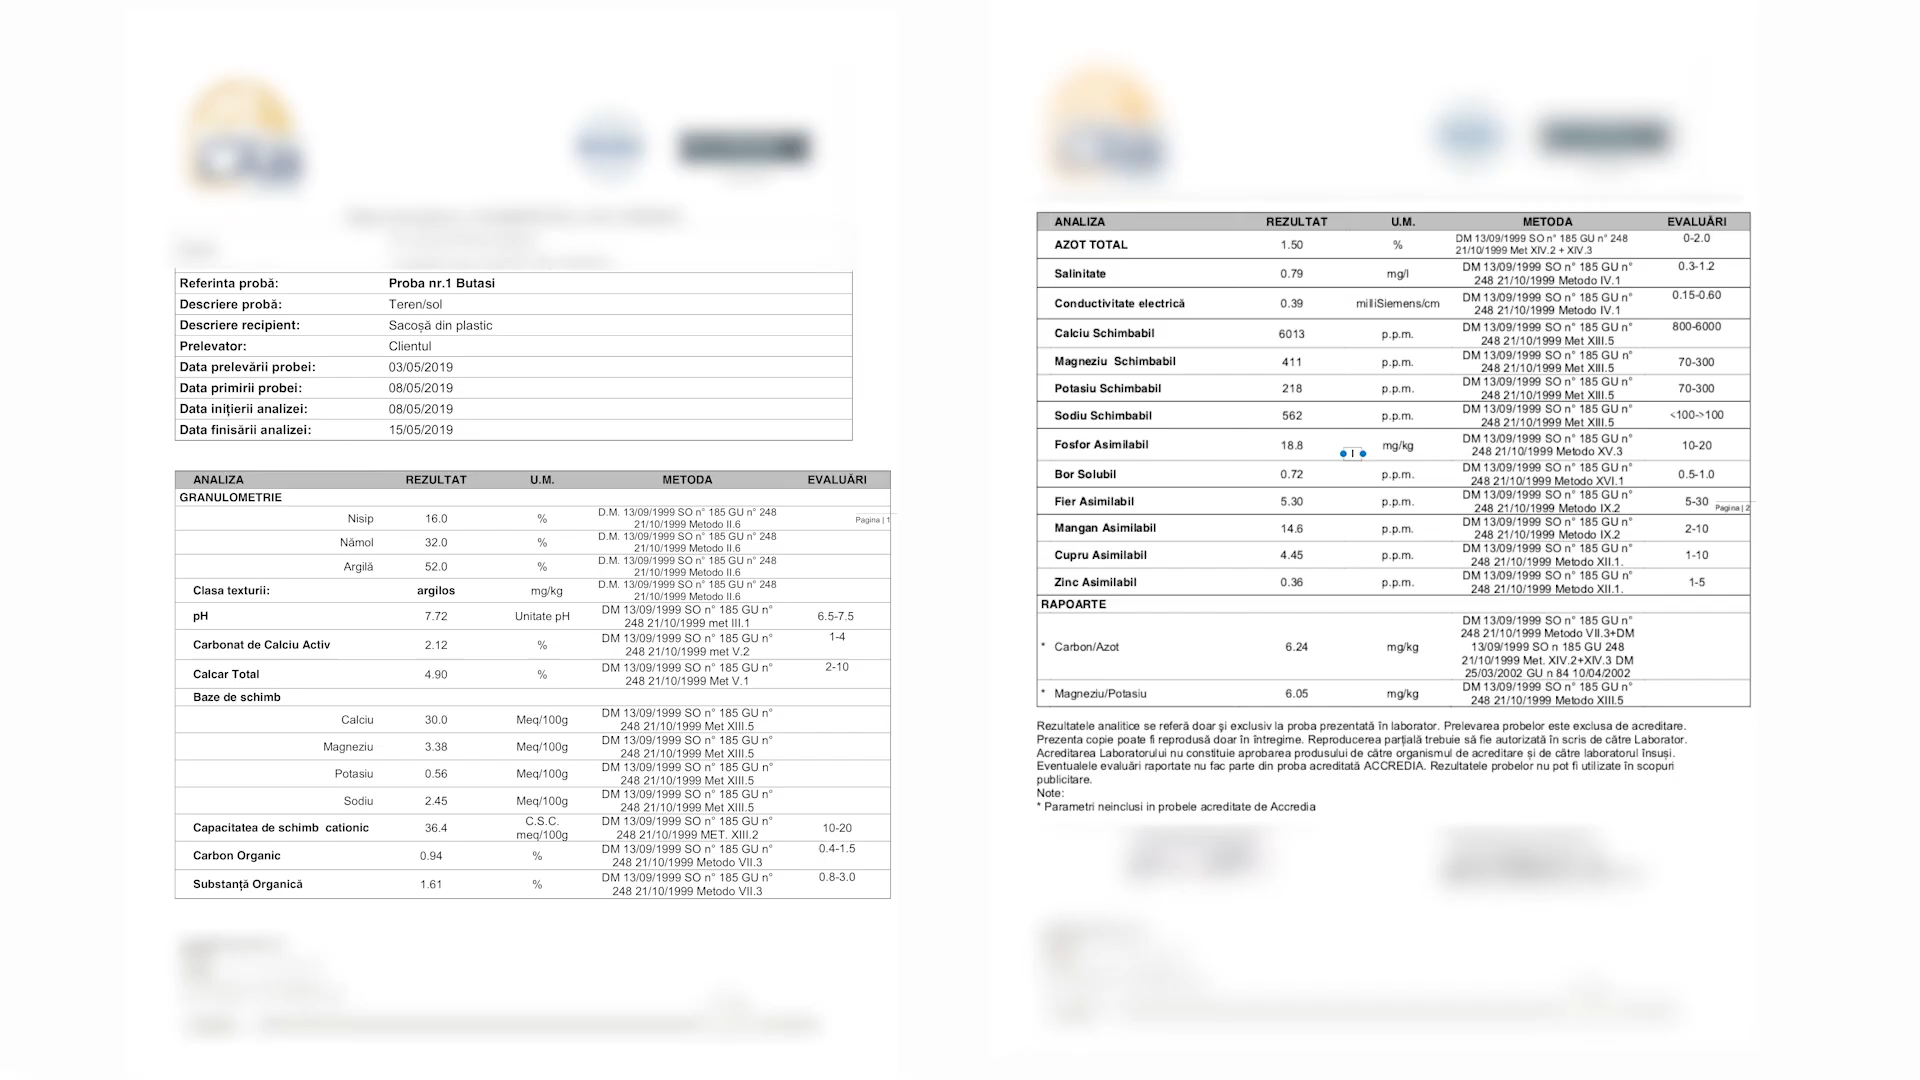 Referinta probă: Proba nr.1 Butasi
Descriere probă: Teren/sol
Descriere recipient: Sacoșă din plastic
Prelevator: Clientul
Data prelevării probei: 03/05/2019
Data primirii probei: 08/05/2019
Data inițierii analizei: 08/05/2019
Data finisării analizei: 15/05/2019
ANALIZA REZULTAT U.M. METODA EVALUĂRI
GRANULOMETRIE
Nisip 16.0 % D.M. 13/09/1999 SO n° 185 GU n° 248
21/10/1999 Metodo II.6
Pagina | 1
Nămol 32.0 % D.M. 13/09/1999 SO n° 185 GU n° 248
21/10/1999 Metodo II.6
Argilă 52.0 % D.M. 13/09/1999 SO n° 185 GU n° 248
21/10/1999 Metodo II.6
Clasa texturii: argilos mg/kg D.M. 13/09/1999 SO n° 185 GU n° 248
21/10/1999 Metodo II.6
pH 7.72 Unitate pH DM 13/09/1999 SO n° 185 GU n° 6.5-7.5
248 21/10/1999 met III.1
Carbonat de Calciu Activ 2.12 % DM 13/09/1999 SO n° 185 GU n° 1-4
248 21/10/1999 met V.2
Calcar Total 4.90 % DM 13/09/1999 SO n° 185 GU n° 2-10
248 21/10/1999 Met V.1
Baze de schimb
Calciu 30.0 Meq/100g DM 13/09/1999 SO n° 185 GU n°
248 21/10/1999 Met XIII.5
Magneziu 3.38 Meq/100g DM 13/09/1999 SO n° 185 GU n°
248 21/10/1999 Met XIII.5
Potasiu 0.56 Meq/100g DM 13/09/1999 SO n° 185 GU n°
248 21/10/1999 Met XIII.5
Sodiu 2.45 Meq/100g DM 13/09/1999 SO n° 185 GU n°
248 21/10/1999 Met XIII.5
Capacitatea de schimb cationic 36.4 C.S.C. DM 13/09/1999 SO n° 185 GU n° 10-20
meq/100g 248 21/10/1999 MET. XIII.2
Carbon Organic 0.94 % DM 13/09/1999 SO n° 185 GU n° 0.4-1.5
248 21/10/1999 Metodo VII.3
Substanță Organică 1.61 % DM 13/09/1999 SO n° 185 GU n° 0.8-3.0
248 21/10/1999 Metodo VII.3
ANALIZA REZULTAT U.M. METODA EVALUĂRI
AZOT TOTAL 1.50 % DM 13/09/1999 SO n° 185 GU n° 248 0-2.0
21/10/1999 Met XIV.2 + XIV.3
Salinitate 0.79 mg/l DM 13/09/1999 SO n° 185 GU n° 0.3-1.2
248 21/10/1999 Metodo IV.1
Conductivitate electrică 0.39 milliSiemens/cm DM 13/09/1999 SO n° 185 GU n° 0.15-0.60
248 21/10/1999 Metodo IV.1
Calciu Schimbabil 6013 p.p.m. DM 13/09/1999 SO n° 185 GU n° 800-6000
248 21/10/1999 Met XIII.5
Magneziu Schimbabil 411 p.p.m. DM 13/09/1999 SO n° 185 GU n° 70-300
248 21/10/1999 Met XIII.5
Potasiu Schimbabil 218 p.p.m. DM 13/09/1999 SO n° 185 GU n° 70-300
248 21/10/1999 Met XIII.5
Sodiu Schimbabil 562 p.p.m. DM 13/09/1999 SO n° 185 GU n° <100->100
248 21/10/1999 Met XIII.5
Fosfor Asimilabil 18.8 mg/kg DM 13/09/1999 SO n° 185 GU n° 10-20
248 21/10/1999 Metodo XV.3
Bor Solubil 0.72 p.p.m. DM 13/09/1999 SO n° 185 GU n° 0.5-1.0
248 21/10/1999 Metodo XVI.1
Fier Asimilabil 5.30 p.p.m. DM 13/09/1999 SO n° 185 GU n° 5-30
248 21/10/1999 Metodo IX.2
Pagina | 2
Mangan Asimilabil 14.6 p.p.m. DM 13/09/1999 SO n° 185 GU n° 2-10
248 21/10/1999 Metodo IX.2
Cupru Asimilabil 4.45 p.p.m. DM 13/09/1999 SO n° 185 GU n° 1-10
248 21/10/1999 Metodo XII.1.
Zinc Asimilabil 0.36 p.p.m. DM 13/09/1999 SO n° 185 GU n° 1-5
248 21/10/1999 Metodo XII.1.
RAPOARTE
* Carbon/Azot 6.24 mg/kg DM 13/09/1999 SO n° 185 GU n°
248 21/10/1999 Metodo VII.3+DM
13/09/1999 SO n 185 GU 248
21/10/1999 Met. XIV.2+XIV.3 DM
25/03/2002 GU n 84 10/04/2002
* Magneziu/Potasiu 6.05 mg/kg DM 13/09/1999 SO n° 185 GU n°
248 21/10/1999 Metodo XIII.5
Rezultatele analitice se referă doar şi exclusiv la proba prezentată în laborator. Prelevarea probelor este exclusa de acreditare.
Prezenta copie poate fi reprodusă doar în întregime. Reproducerea parțială trebuie să fie autorizată în scris de către Laborator.
Acreditarea Laboratorului nu constituie aprobarea produsului de către organismul de acreditare și de către laboratorul însuși.
Eventualele evaluări raportate nu fac parte din proba acreditată ACCREDIA. Rezultatele probelor nu pot fi utilizate în scopuri
publicitare.
Note:
* Parametri neinclusi in probele acreditate de Accredia